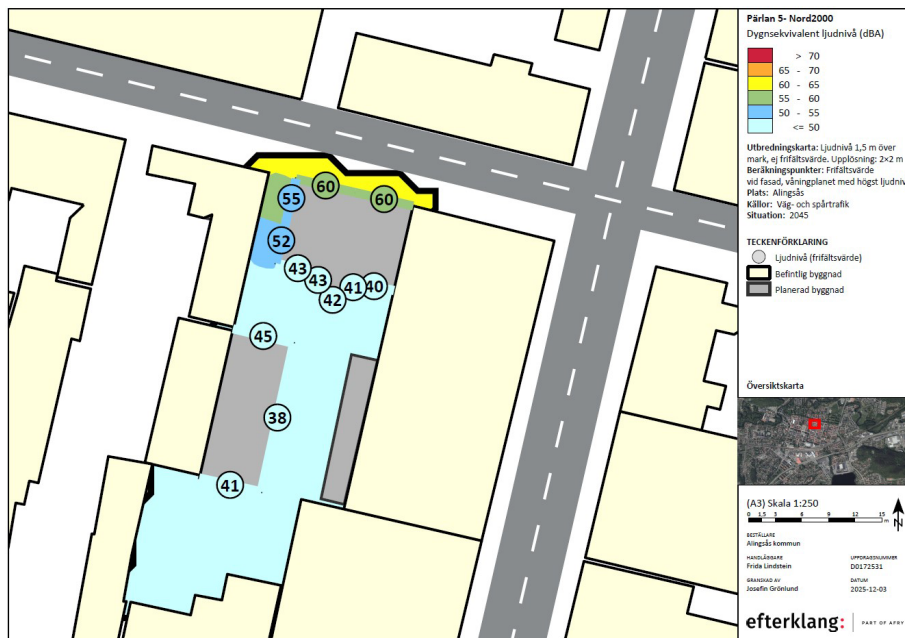 Pärlan 5- Nord2000
Dygnsekvivalent ljudnivå (dBA)
> 70
65 - 70
60 - 65
55 - 60
50 - 55
<= 50
Utbredningskarta: Ljudnivå 1,5 m över
mark, ej frifältsvärde. Upplösning: 2×2 m
Beräkningspunkter: Frifältsvärde
vid fasad, våningplanet med högst ljudniv
Plats: Alingsås
Källor: Väg- och spårtrafik
Situation: 2045
TECKENFÖRKLARING
Ljudnivå (frifältsvärde)
Befintlig byggnad
Planerad byggnad
Översiktskarta
(A3) Skala 1:250
0 1,5 3 6 9 12 15
m
N
BESTÄLLARE
Alingsås kommun
HANDLÄGGARE UPPDRAGSNUMMER
Frida Lindstein D0172531
GRANSKAD AV DATUM
Josefin Grönlund 2025-12-03
efterklang: PART OF AFRY
60
55
60
52
43
43
41
40
42
45
38
41